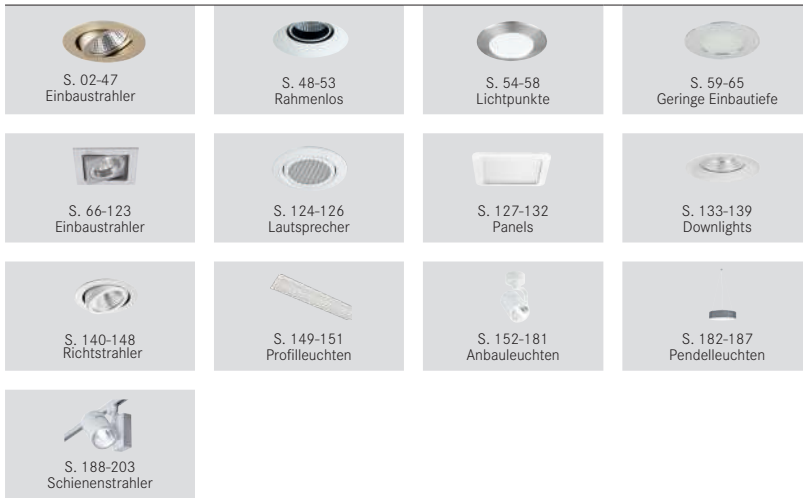 S. 02-47
Einbaustrahler
S. 48-53
Rahmenlos
S. 54-58
Lichtpunkte
S. 59-65
Geringe Einbautiefe
S. 66-123
Einbaustrahler
S. 124-126
Lautsprecher
S. 127-132
Panels
S. 133-139
Downlights
S. 140-148
Richtstrahler
S. 149-151
Profilleuchten
S. 152-181
Anbauleuchten
S. 182-187
Pendelleuchten
S. 188-203
Schienenstrahler